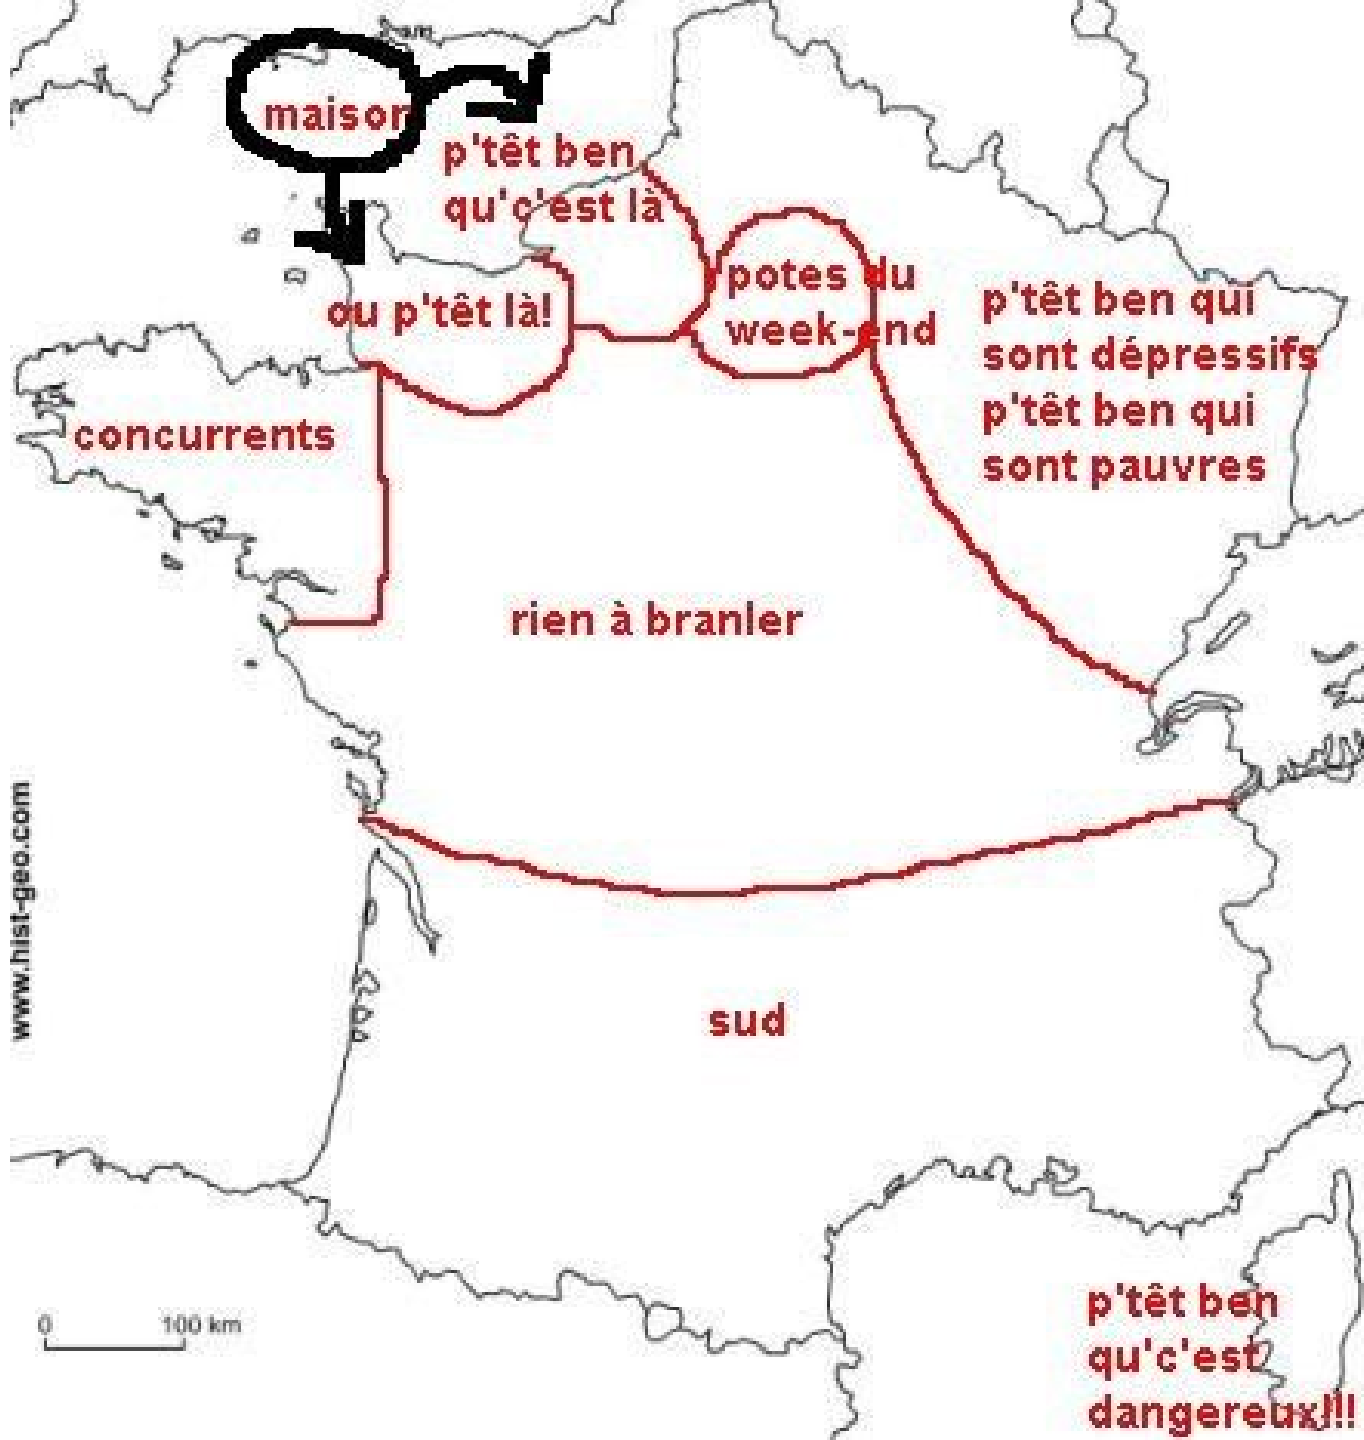 maison
p'têt ben
qu'c'est là
ou p'têt là!
potes du
week-end
p'têt ben qui
sont dépressifs
p'têt ben qui
sont pauvres
concurrents
rien à branler
www.hist-geo.com
sud
0 100 km
p'têt ben
qu'c'est
dangereux!!!